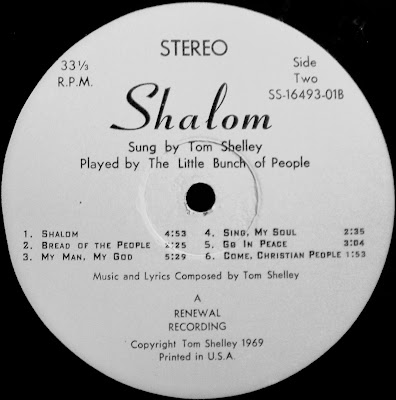 STEREO
33⅓
R.P.M.
Side
Two
SS-16493-01B
Shalom
Sung by Tom Shelley
Played by The Little Bunch of People
1. SHALOM 4:53
2. BREAD OF THE PEOPLE :25
3. MY MAN, MY GOD 5:29
4. SING, MY SOUL 2:35
5. GO IN PEACE 3:04
6. COME, CHRISTIAN PEOPLE 1:53
Music and Lyrics Composed by Tom Shelley
A
RENEWAL
RECORDING
Copyright Tom Shelley 1969
Printed in U.S.A.